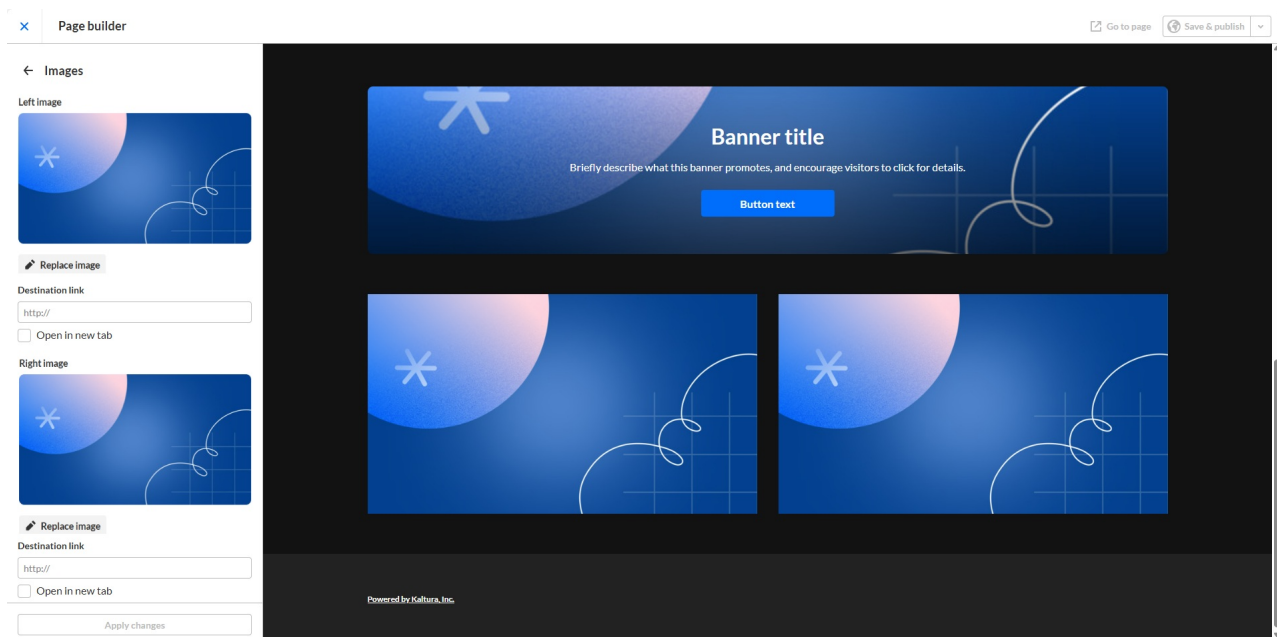 Page builder
Go to page
Save & publish
Images
Left image
Replace image
Destination link
http://
Open in new tab
Right image
Replace image
Destination link
http://
Open in new tab
Apply changes
Banner title
Briefly describe what this banner promotes, and encourage visitors to click for details.
Button text
Powered by Kaltura, Inc.